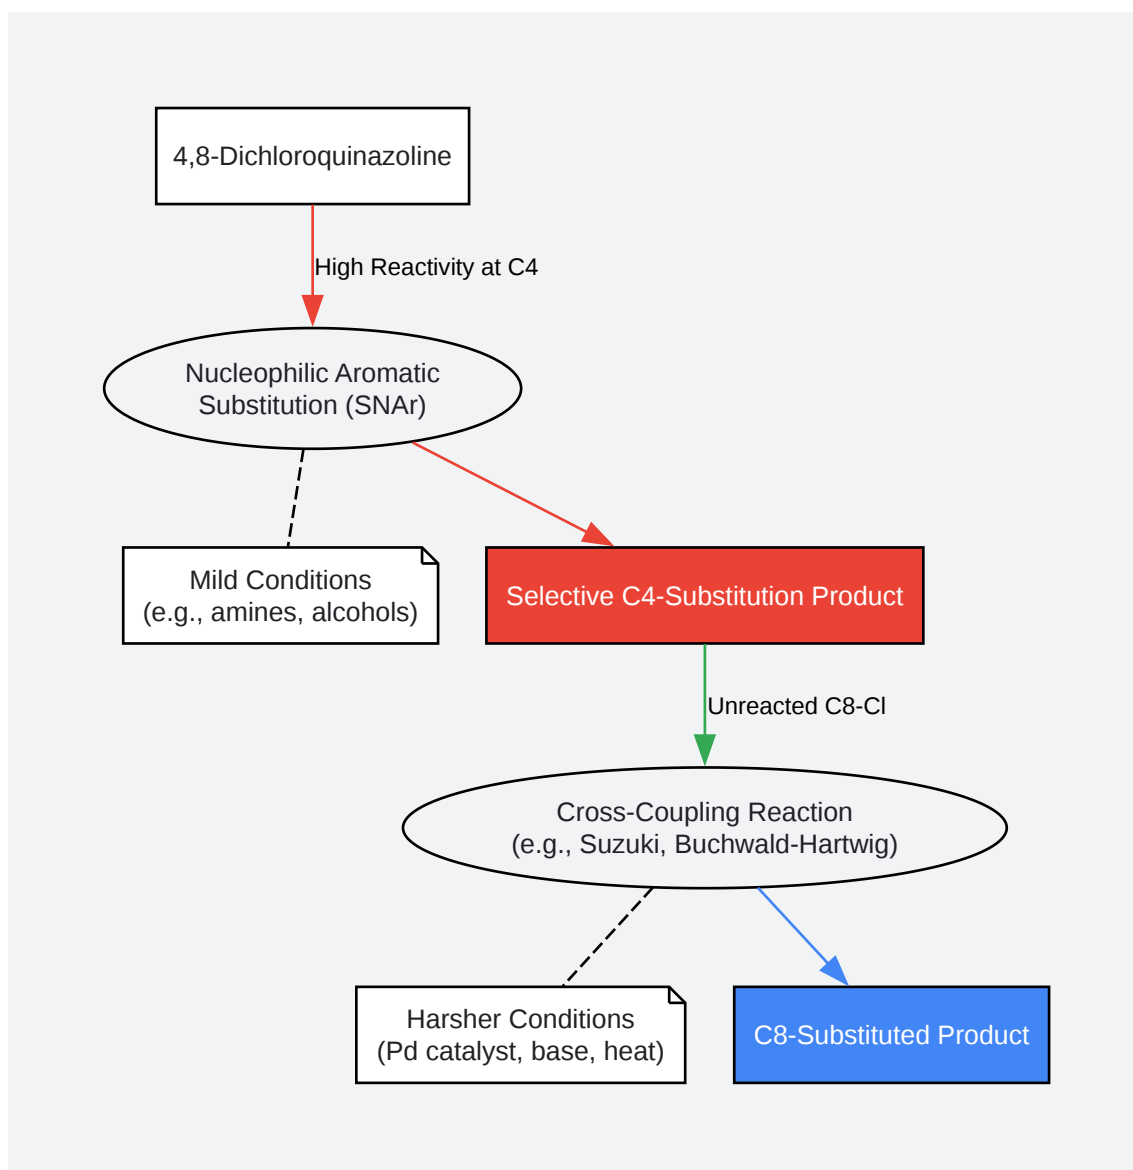 4,8-Dichloroquinazoline
High Reactivity at C4
Nucleophilic Aromatic
Substitution (SNAr)
Mild Conditions
(e.g., amines, alcohols)
Selective C4-Substitution Product
Unreacted C8-Cl
Cross-Coupling Reaction
(e.g., Suzuki, Buchwald-Hartwig)
Harsher Conditions
(Pd catalyst, base, heat)
C8-Substituted Product